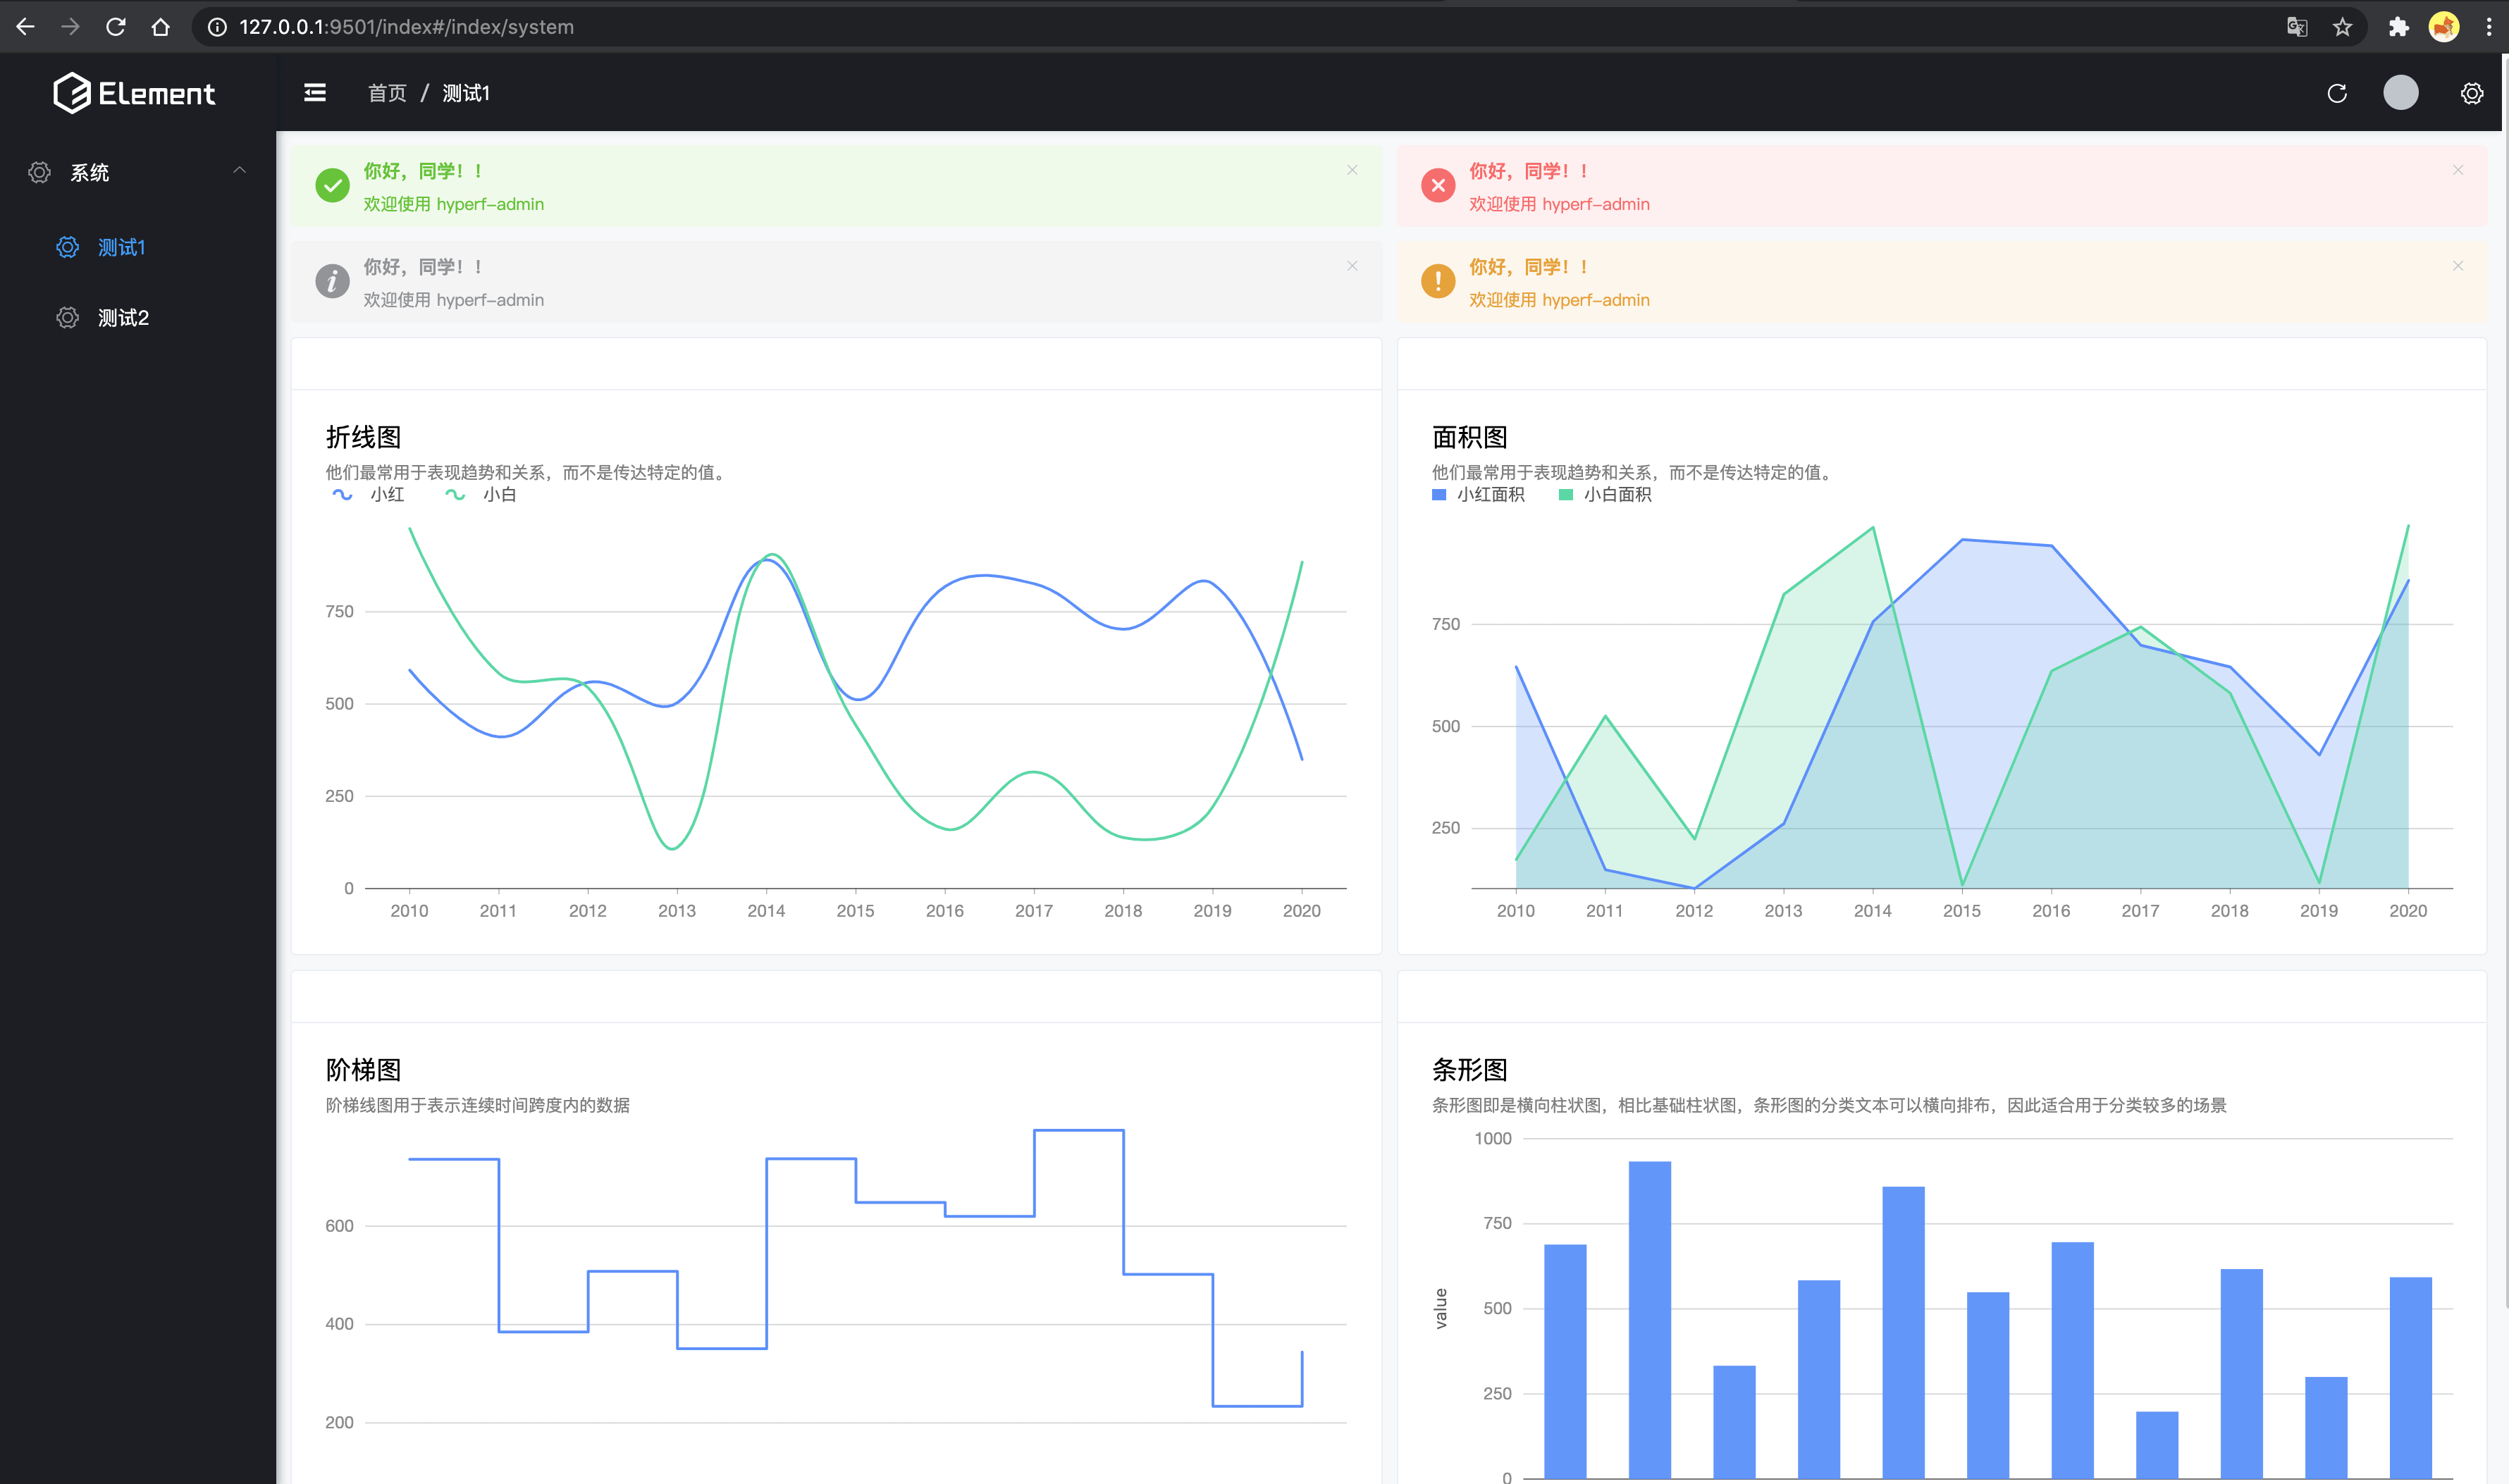 127.0.0.1:9501/index#/index/system
Element
首页 / 测试1
系统
测试1
测试2
你好，同学！！
欢迎使用 hyperf-admin
你好，同学！！
欢迎使用 hyperf-admin
你好，同学！！
欢迎使用 hyperf-admin
你好，同学！！
欢迎使用 hyperf-admin
折线图
他们最常用于表现趋势和关系，而不是传达特定的值。
小红 小白
750
500
250
0
2010 2011 2012 2013 2014 2015 2016 2017 2018 2019 2020
面积图
他们最常用于表现趋势和关系，而不是传达特定的值。
小红面积 小白面积
750
500
250
2010 2011 2012 2013 2014 2015 2016 2017 2018 2019 2020
阶梯图
阶梯线图用于表示连续时间跨度内的数据
600
400
200
条形图
条形图即是横向柱状图，相比基础柱状图，条形图的分类文本可以横向排布，因此适合用于分类较多的场景
1000
750
500
250
0
value